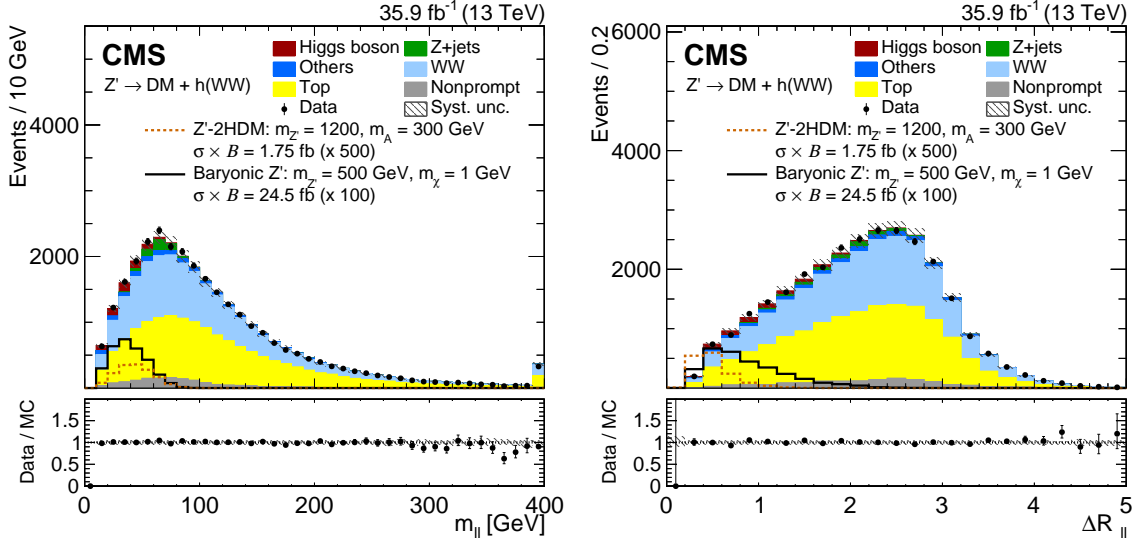 35.9 fb⁻¹ (13 TeV)
Events / 10 GeV
CMS
Z' → DM + h(WW)
Higgs boson
Z+jets
Others
WW
Top
Nonprompt
Data
Syst. unc.
Z'-2HDM: m_Z' = 1200, m_A = 300 GeV
σ × B = 1.75 fb (x 500)
Baryonic Z': m_Z' = 500 GeV, m_χ = 1 GeV
σ × B = 24.5 fb (x 100)
5000
2000
Data / MC
1.5
1
0.5
0
0 100 200 300 400
m_ll [GeV]
35.9 fb⁻¹ (13 TeV)
Events / 0.2
CMS
Z' → DM + h(WW)
Higgs boson
Z+jets
Others
WW
Top
Nonprompt
Data
Syst. unc.
Z'-2HDM: m_Z' = 1200, m_A = 300 GeV
σ × B = 1.75 fb (x 500)
Baryonic Z': m_Z' = 500 GeV, m_χ = 1 GeV
σ × B = 24.5 fb (x 100)
6000
4000
2000
Data / MC
1.5
1
0.5
0
0 1 2 3 4 5
ΔR_ll